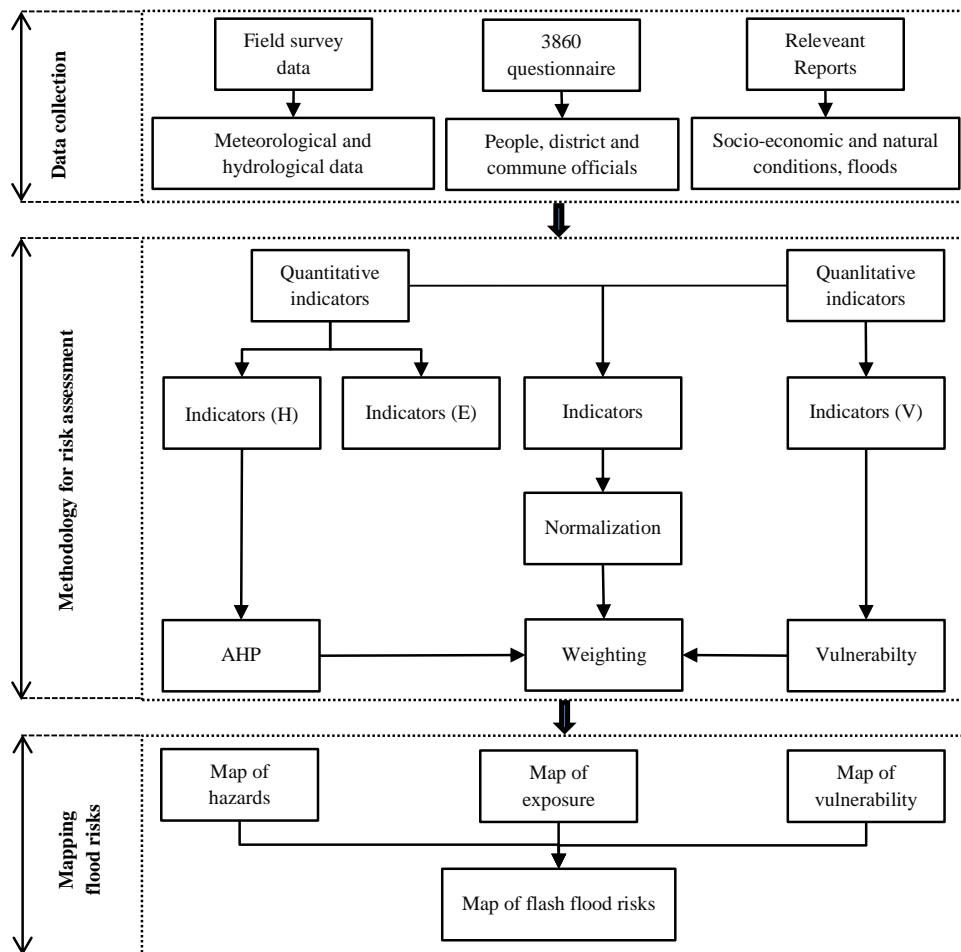 Data collection
Field survey
data
3860
questionnaire
Releveant
Reports
Meteorological and
hydrological data
People, district and
commune officials
Socio-economic and natural
conditions, floods
Methodology for risk assessment
Quantitative
indicators
Quanlitative
indicators
Indicators (H)
Indicators (E)
Indicators
Indicators (V)
Normalization
AHP
Weighting
Vulnerabilty
Mapping
flood risks
Map of
hazards
Map of
exposure
Map of
vulnerability
Map of flash flood risks